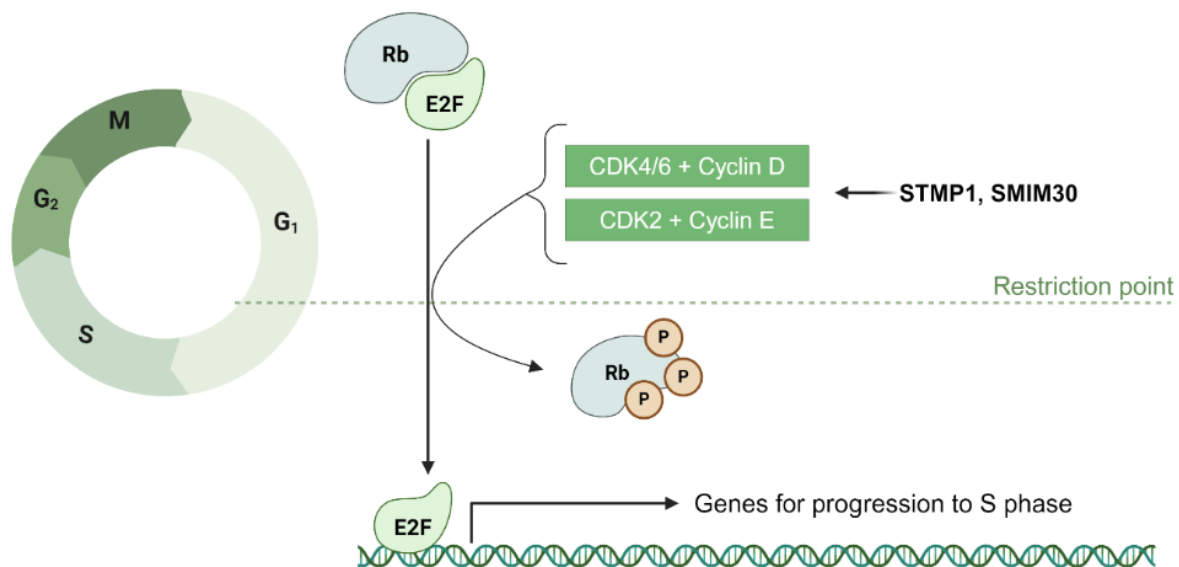 Rb
E2F
M
G₂
G₁
S
CDK4/6 + Cyclin D
CDK2 + Cyclin E
STMP1, SMIM30
Restriction point
Rb
P
P
P
E2F
Genes for progression to S phase